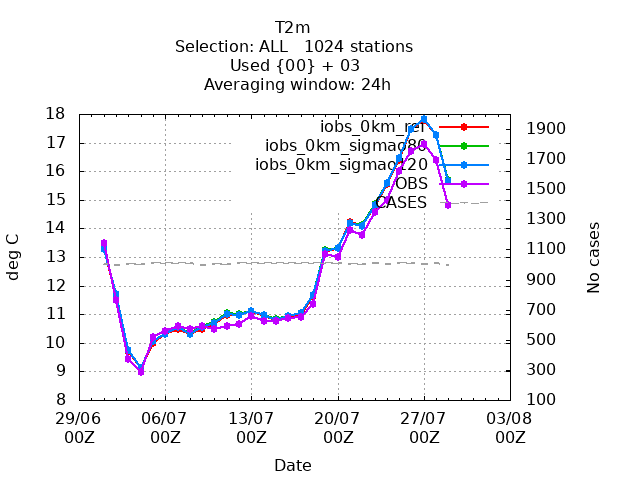 T2m
Selection: ALL   1024 stations
Used {00} + 03
Averaging window: 24h
iobs_0km_ref
iobs_0km_sigmao80
iobs_0km_sigmao120
OBS
CASES
deg C
18
17
16
15
14
13
12
11
10
9
8
1900
1700
1500
1300
1100
900
700
500
300
100
No cases
29/06 06/07 13/07 20/07 27/07 03/08
00Z 00Z 00Z 00Z 00Z 00Z
Date